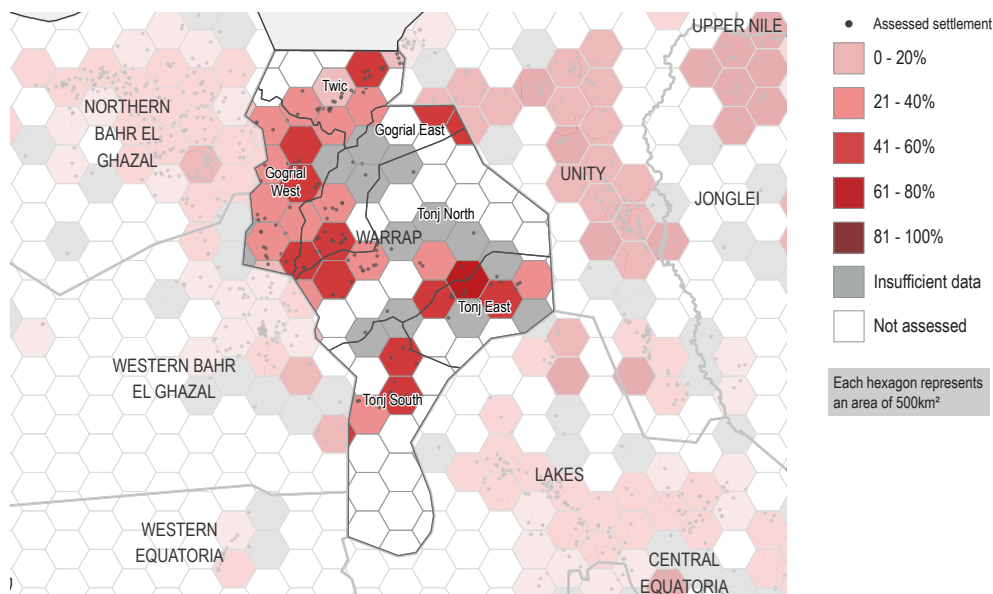 UPPER NILE
Twic
NORTHERN
BAHR EL
GHAZAL
Gogrial East
Gogrial
West
UNITY
JONGLEI
Tonj North
WARRAP
Tonj East
WESTERN BAHR
EL GHAZAL
Tonj South
LAKES
WESTERN
EQUATORIA
CENTRAL
EQUATORIA
Assessed settlement
0 - 20%
21 - 40%
41 - 60%
61 - 80%
81 - 100%
Insufficient data
Not assessed
Each hexagon represents
an area of 500km²